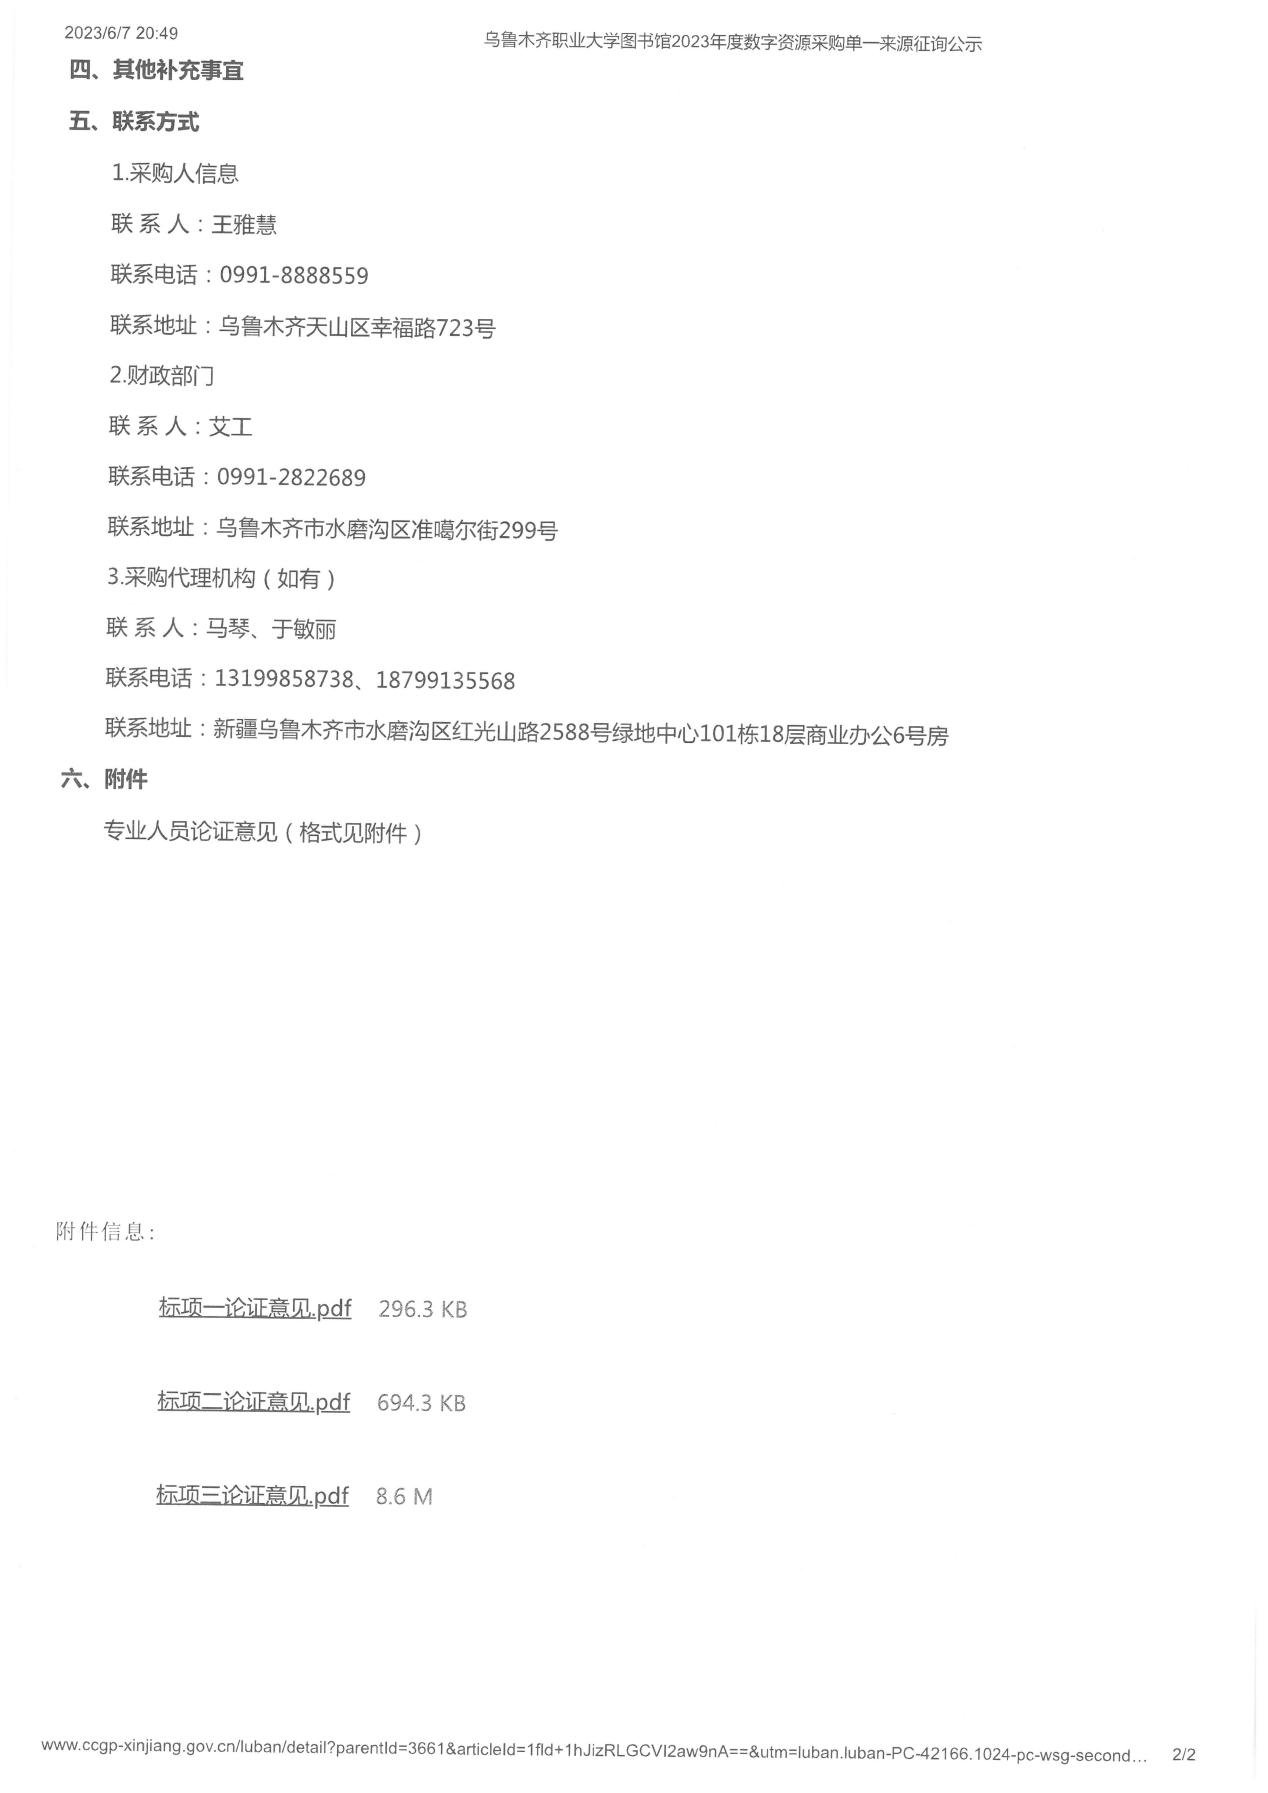 2023/6/7 20:49
乌鲁木齐职业大学图书馆2023年度数字资源采购单一来源征询公示
四、其他补充事宜
五、联系方式
1.采购人信息
联 系 人：王雅慧
联系电话：0991-8888559
联系地址：乌鲁木齐天山区幸福路723号
2.财政部门
联 系 人：艾工
联系电话：0991-2822689
联系地址：乌鲁木齐市水磨沟区准噶尔街299号
3.采购代理机构（如有）
联 系 人：马琴、于敏丽
联系电话：13199858738、18799135568
联系地址：新疆乌鲁木齐市水磨沟区红光山路2588号绿地中心101栋18层商业办公6号房
六、附件
专业人员论证意见（格式见附件）
附件信息:
标项一论证意见.pdf 296.3 KB
标项二论证意见.pdf 694.3 KB
标项三论证意见.pdf 8.6 M
www.ccgp-xinjiang.gov.cn/luban/detail?parentId=3661&articleId=1fId+1hJizRLGCVI2aw9nA==&utm=luban.luban-PC-42166.1024-pc-wsg-second... 2/2